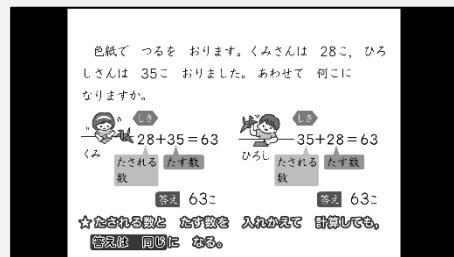 色紙で つるを おります。くみさんは 28こ, ひろ
しさんは 35こ おりました。あわせて 何こに
なりますか。
しき しき
28+35=63 35+28=63
くみ ひろし
たされる数 たす数 たされる数 たす数
答え 63こ 答え 63こ
★たされる数と たす数を 入れかえて 計算しても,
答えは 同じに なる。